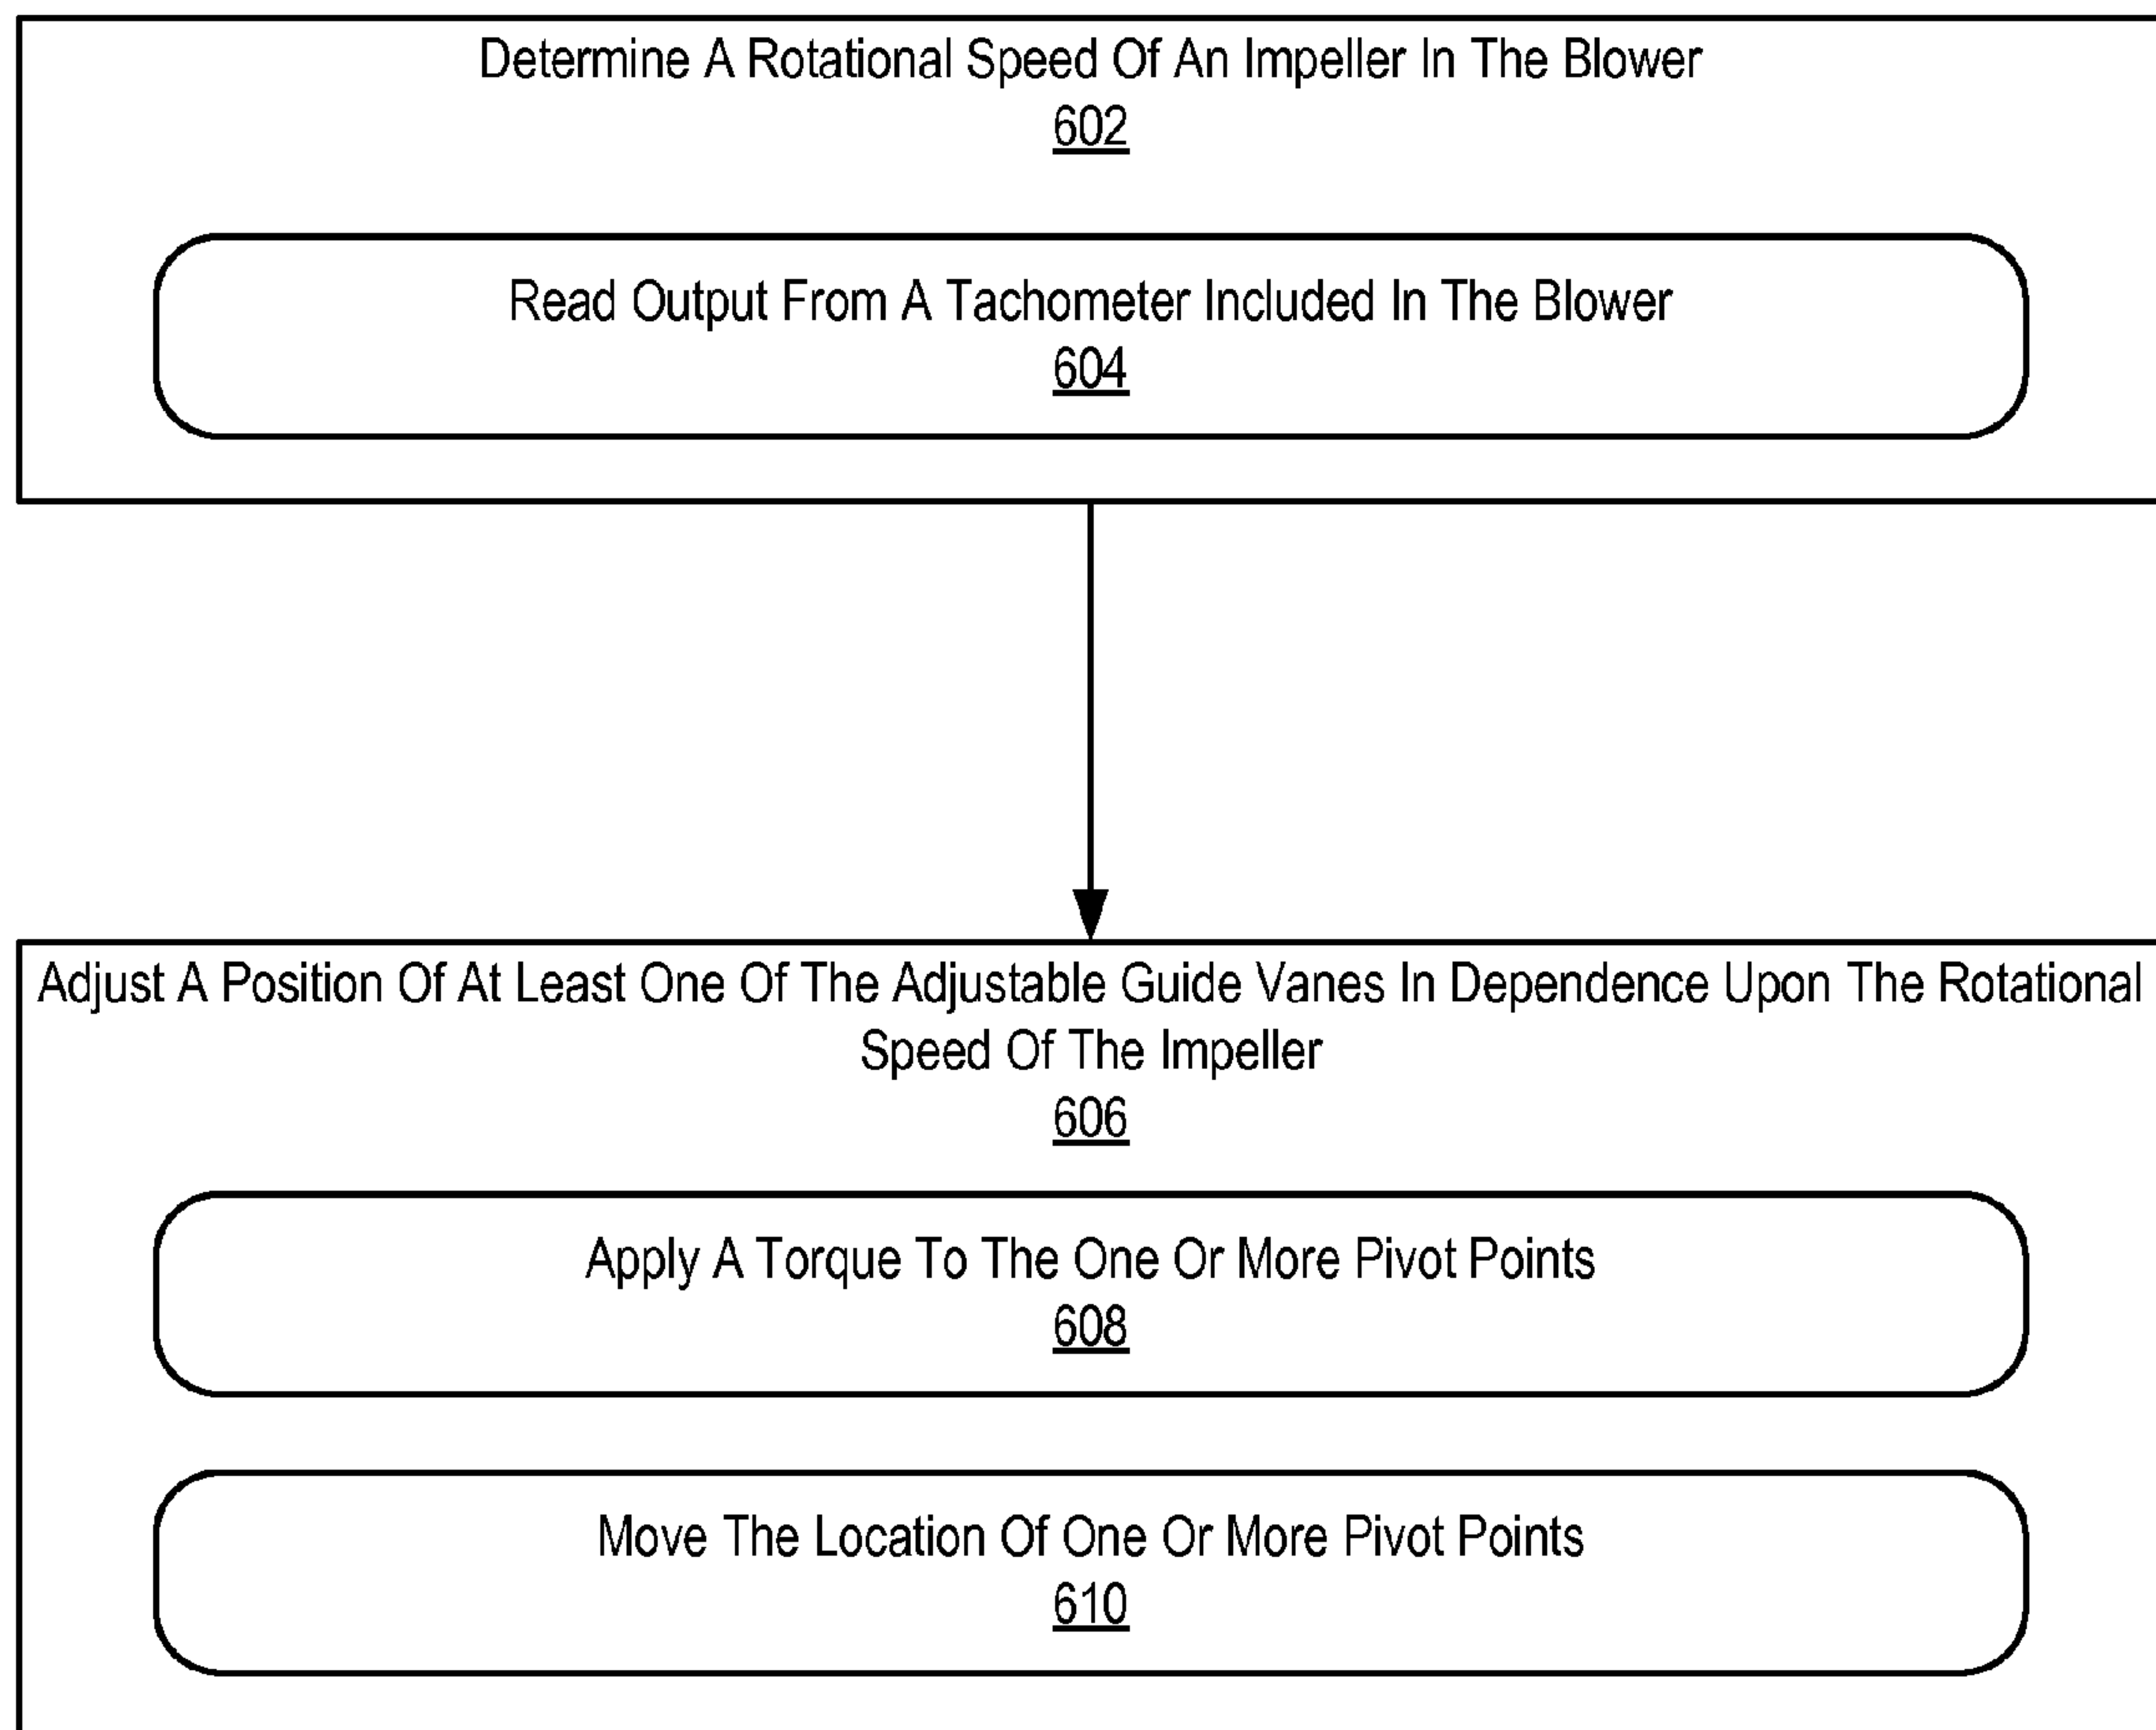 Determine A Rotational Speed Of An Impeller In The Blower
602
Read Output From A Tachometer Included In The Blower
604
Adjust A Position Of At Least One Of The Adjustable Guide Vanes In Dependence Upon The Rotational
Speed Of The Impeller
606
Apply A Torque To The One Or More Pivot Points
608
Move The Location Of One Or More Pivot Points
610